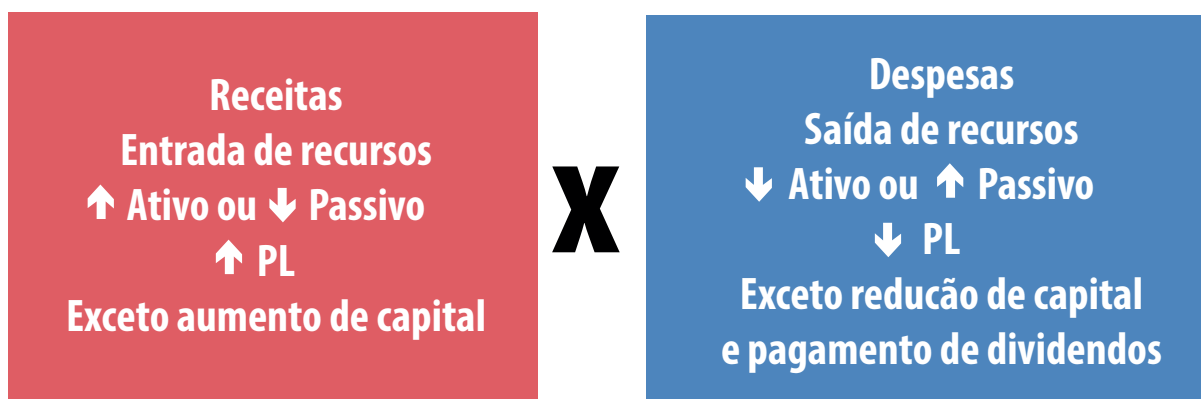 Receitas
Entrada de recursos
↑ Ativo ou ↓ Passivo
↑ PL
Exceto aumento de capital
X
Despesas
Saída de recursos
↓ Ativo ou ↑ Passivo
↓ PL
Exceto reducão de capital
e pagamento de dividendos